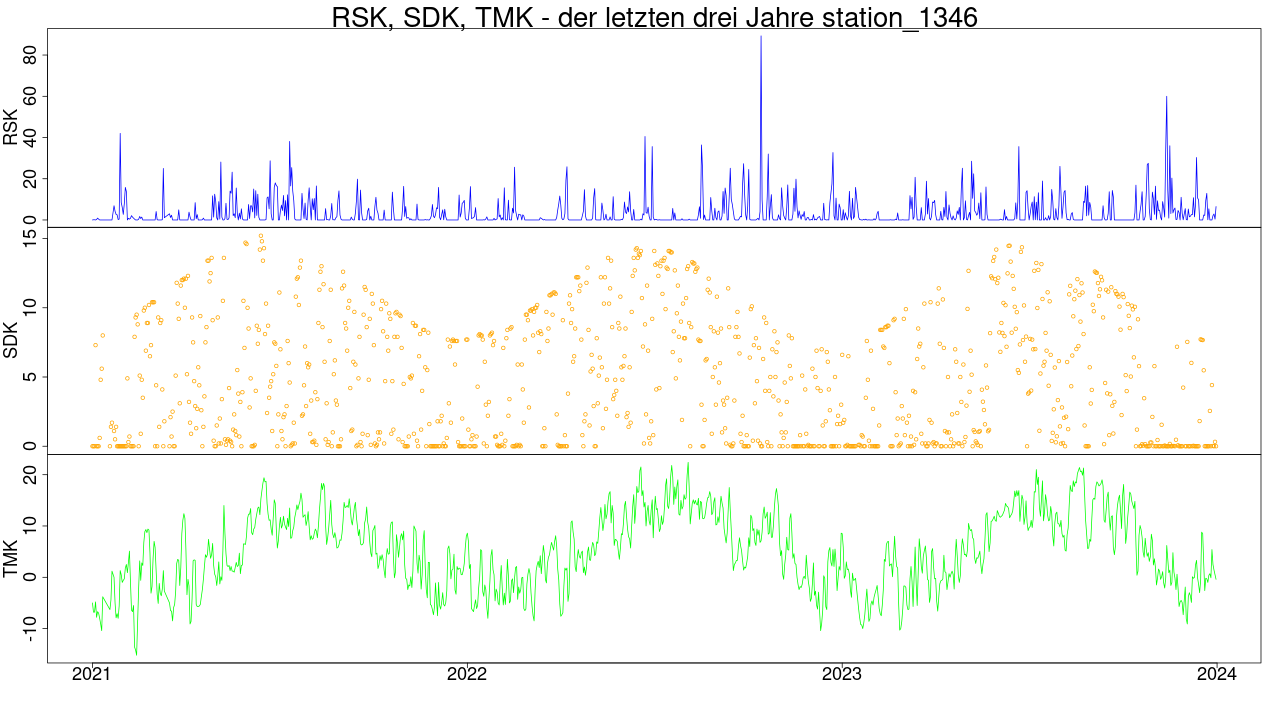 RSK, SDK, TMK - der letzten drei Jahre station_1346
RSK
0 20 40 60 80
SDK
0 5 10 15
TMK
-10 0 10 20
2021 2022 2023 2024